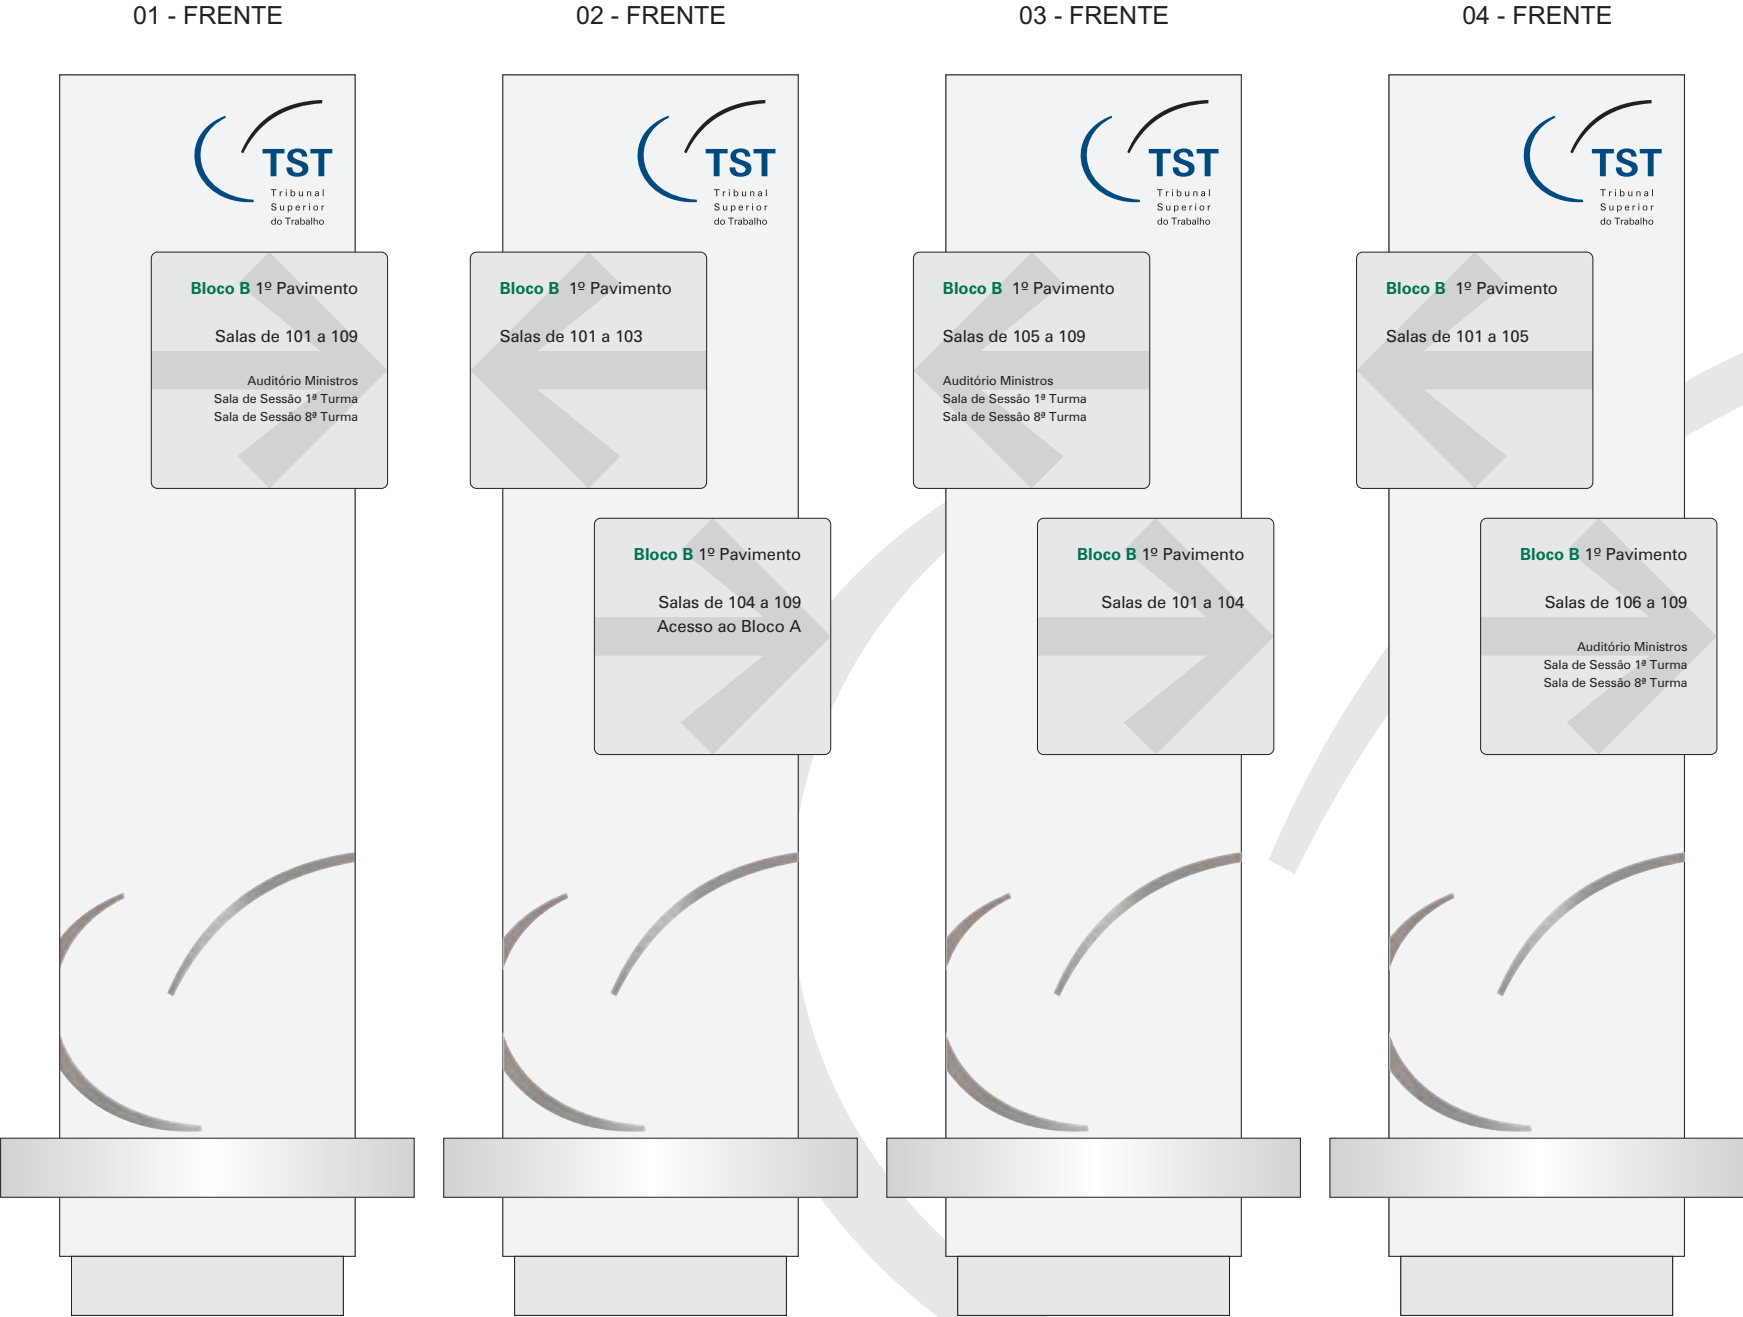 01 - FRENTE
TST
Tribunal
Superior
do Trabalho
Bloco B 1º Pavimento
Salas de 101 a 109
Auditório Ministros
Sala de Sessão 1ª Turma
Sala de Sessão 8ª Turma
02 - FRENTE
TST
Tribunal
Superior
do Trabalho
Bloco B 1º Pavimento
Salas de 101 a 103
Bloco B 1º Pavimento
Salas de 104 a 109
Acesso ao Bloco A
03 - FRENTE
TST
Tribunal
Superior
do Trabalho
Bloco B 1º Pavimento
Salas de 105 a 109
Auditório Ministros
Sala de Sessão 1ª Turma
Sala de Sessão 8ª Turma
Bloco B 1º Pavimento
Salas de 101 a 104
04 - FRENTE
TST
Tribunal
Superior
do Trabalho
Bloco B 1º Pavimento
Salas de 101 a 105
Bloco B 1º Pavimento
Salas de 106 a 109
Auditório Ministros
Sala de Sessão 1ª Turma
Sala de Sessão 8ª Turma